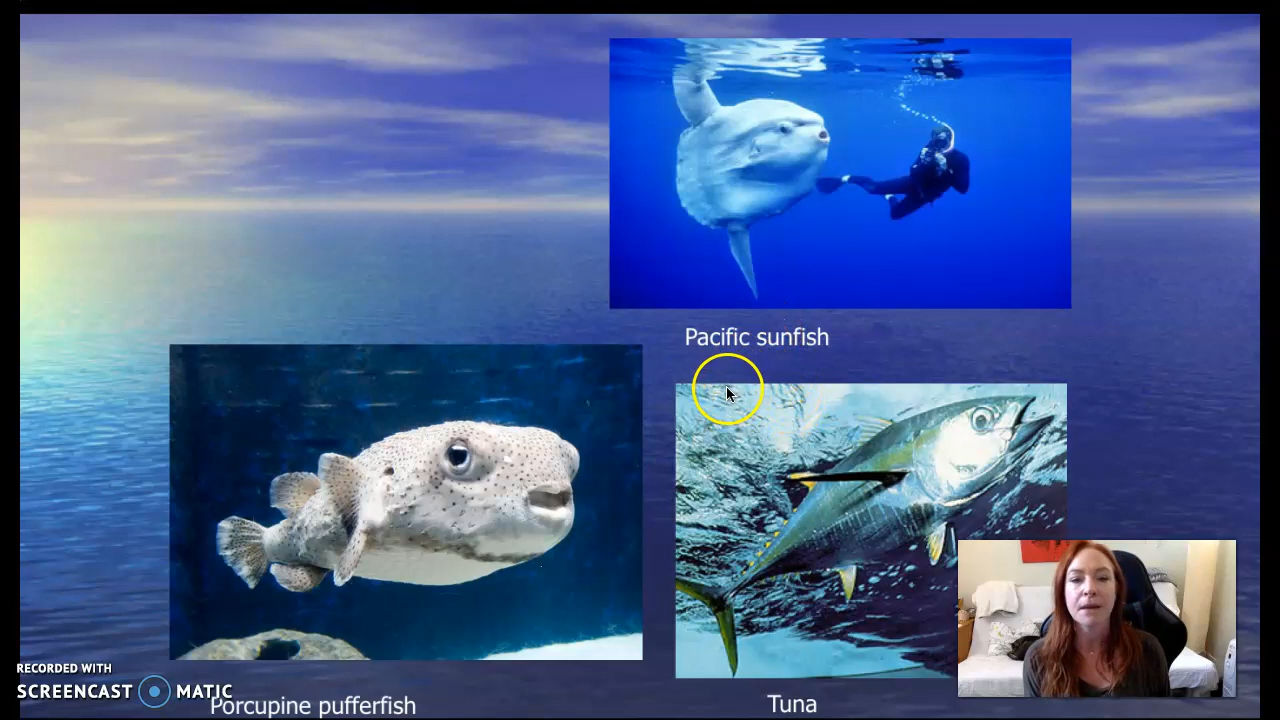 Pacific sunfish
RECORDED WITH
SCREENCAST MATIC
Porcupine pufferfish
Tuna